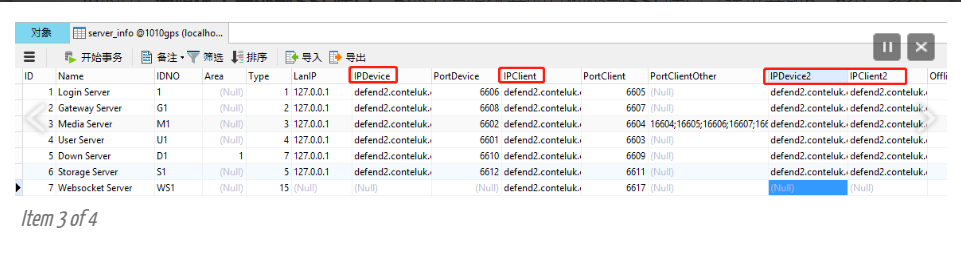 对象 server_info @1010gps (localho...
开始事务 备注 筛选 排序 导入 导出
ID Name IDNO Area Type LanIP IPDevice PortDevice IPClient PortClient PortClientOther IPDevice2 IPClient2 Offli
1 Login Server 1 (Null) 1 127.0.0.1 defend2.conteluk.c 6606 defend2.conteluk.c 6605 (Null) defend2.conteluk.c defend2.conteluk.c
2 Gateway Server G1 (Null) 2 127.0.0.1 defend2.conteluk.c 6608 defend2.conteluk.c 6607 (Null) defend2.conteluk.c defend2.conteluk.c
3 Media Server M1 (Null) 3 127.0.0.1 defend2.conteluk.c 6602 defend2.conteluk.c 6604 16604;16605;16606;16607;166 defend2.conteluk.c defend2.conteluk.c
4 User Server U1 (Null) 4 127.0.0.1 defend2.conteluk.c 6601 defend2.conteluk.c 6603 (Null) defend2.conteluk.c defend2.conteluk.c
5 Down Server D1 1 7 127.0.0.1 defend2.conteluk.c 6610 defend2.conteluk.c 6609 (Null) defend2.conteluk.c defend2.conteluk.c
6 Storage Server S1 (Null) 5 127.0.0.1 defend2.conteluk.c 6612 defend2.conteluk.c 6611 (Null) defend2.conteluk.c defend2.conteluk.c
7 Websocket Server WS1 (Null) 15 (Null) (Null) (Null) defend2.conteluk.c 6617 (Null) (Null) (Null)
Item 3 of 4